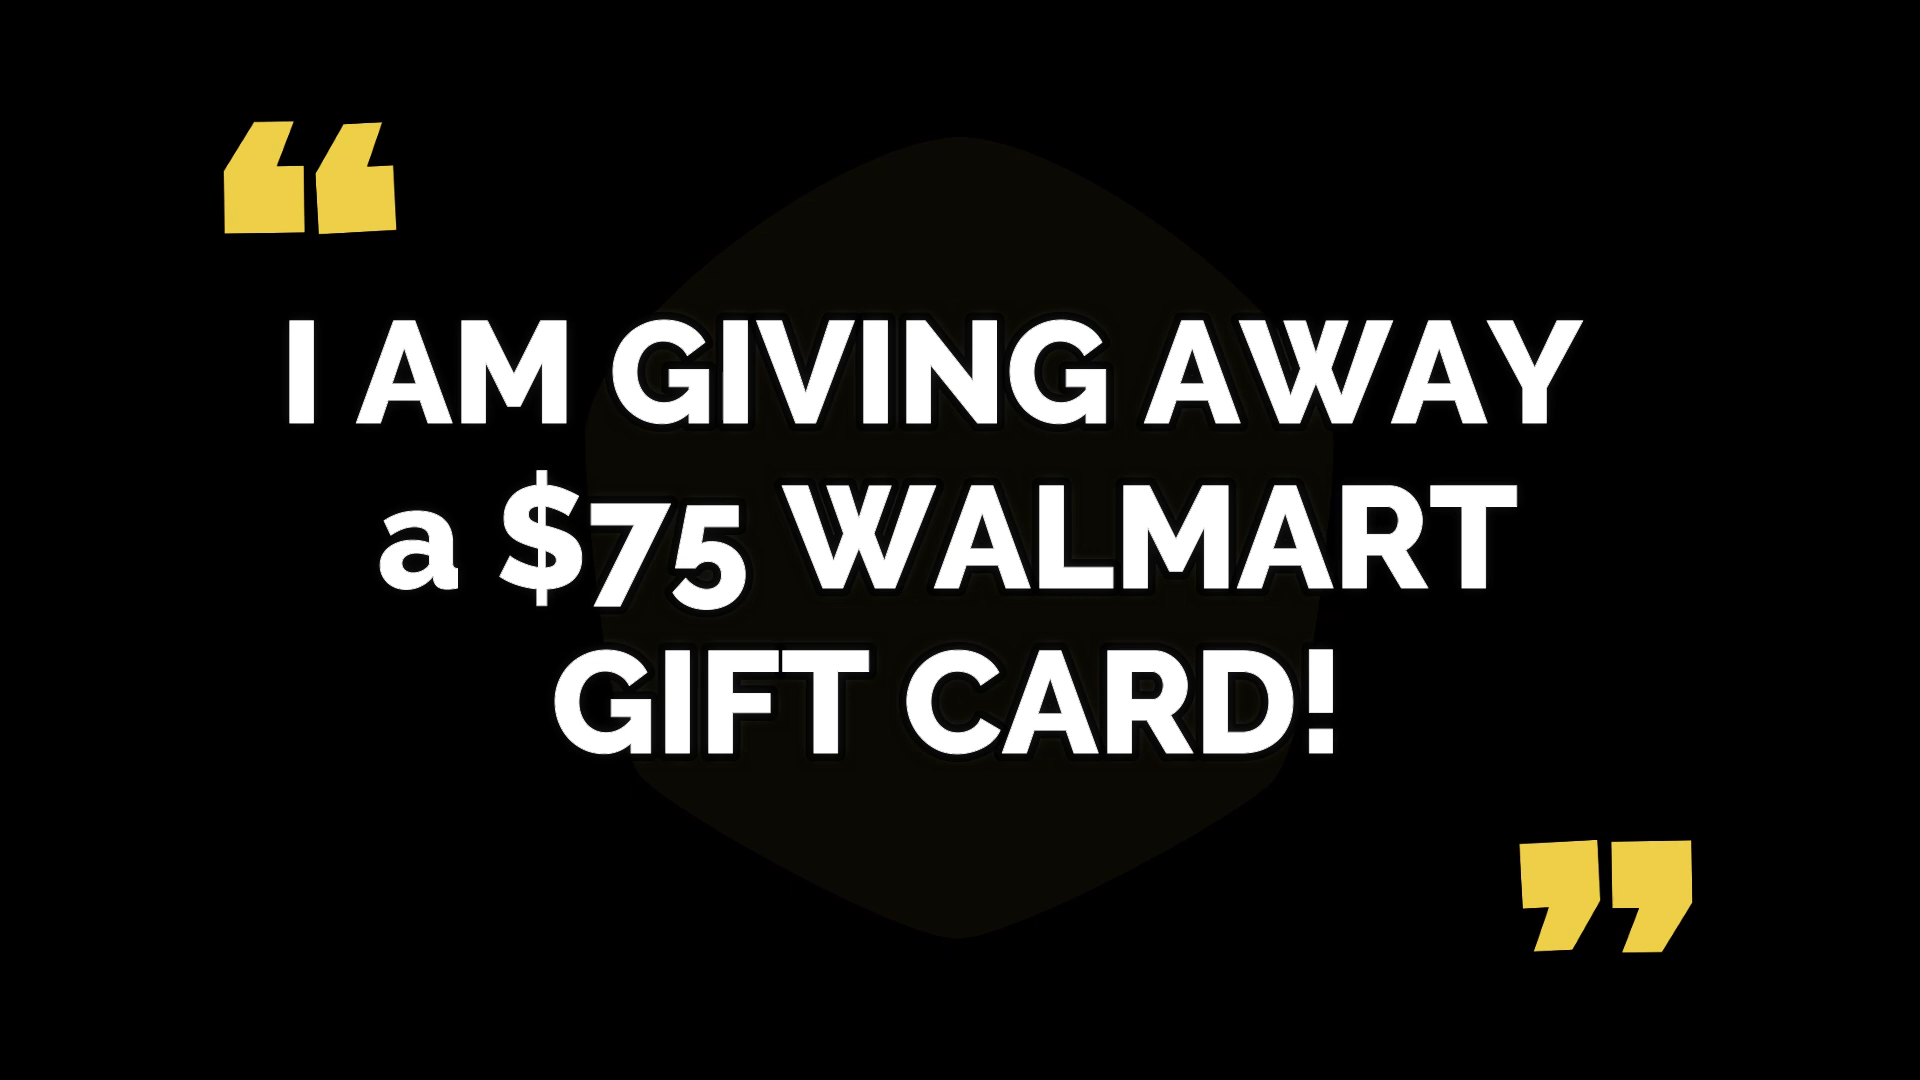 “
I AM GIVING AWAY
a $75 WALMART
GIFT CARD!
”